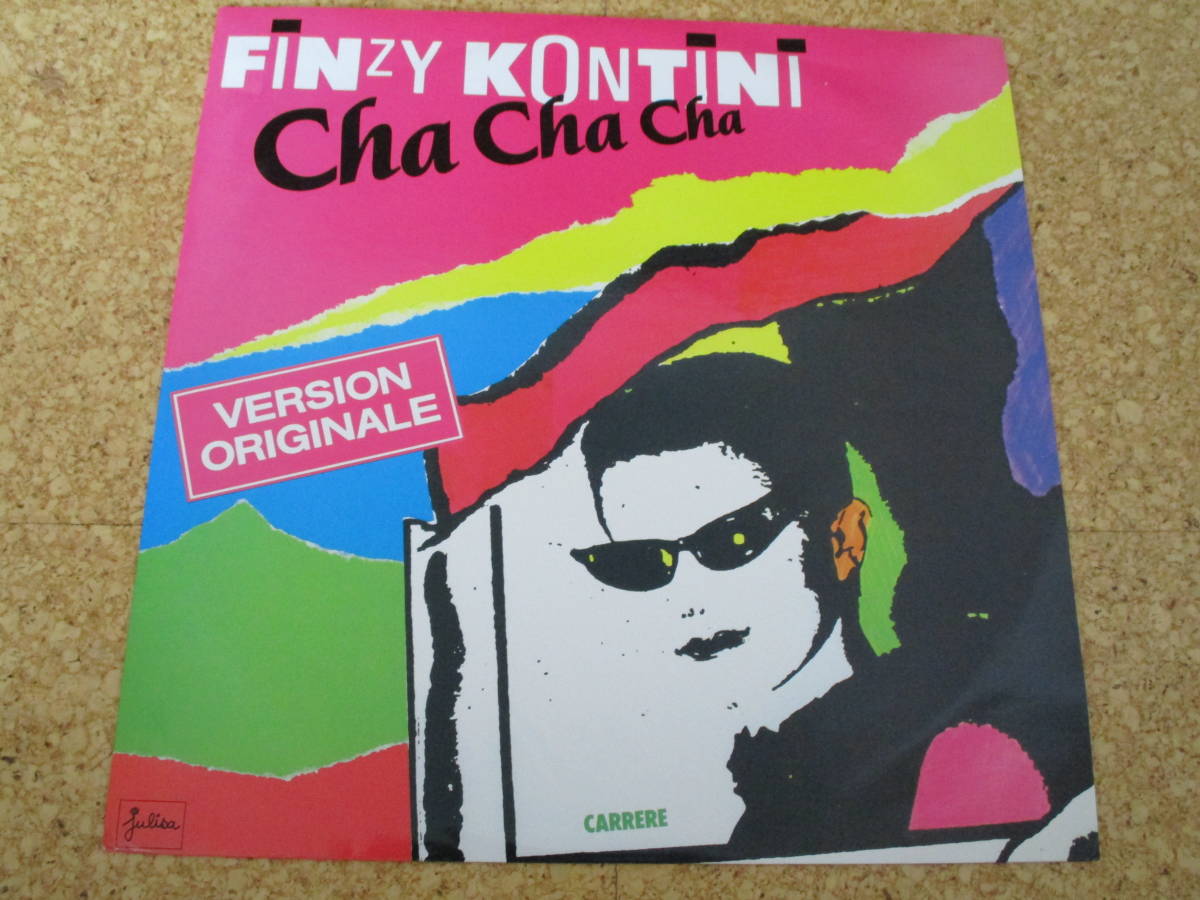 FiNZY KONTiNi
Cha Cha Cha
VERSION
ORIGINALE
CARRERE
julisa